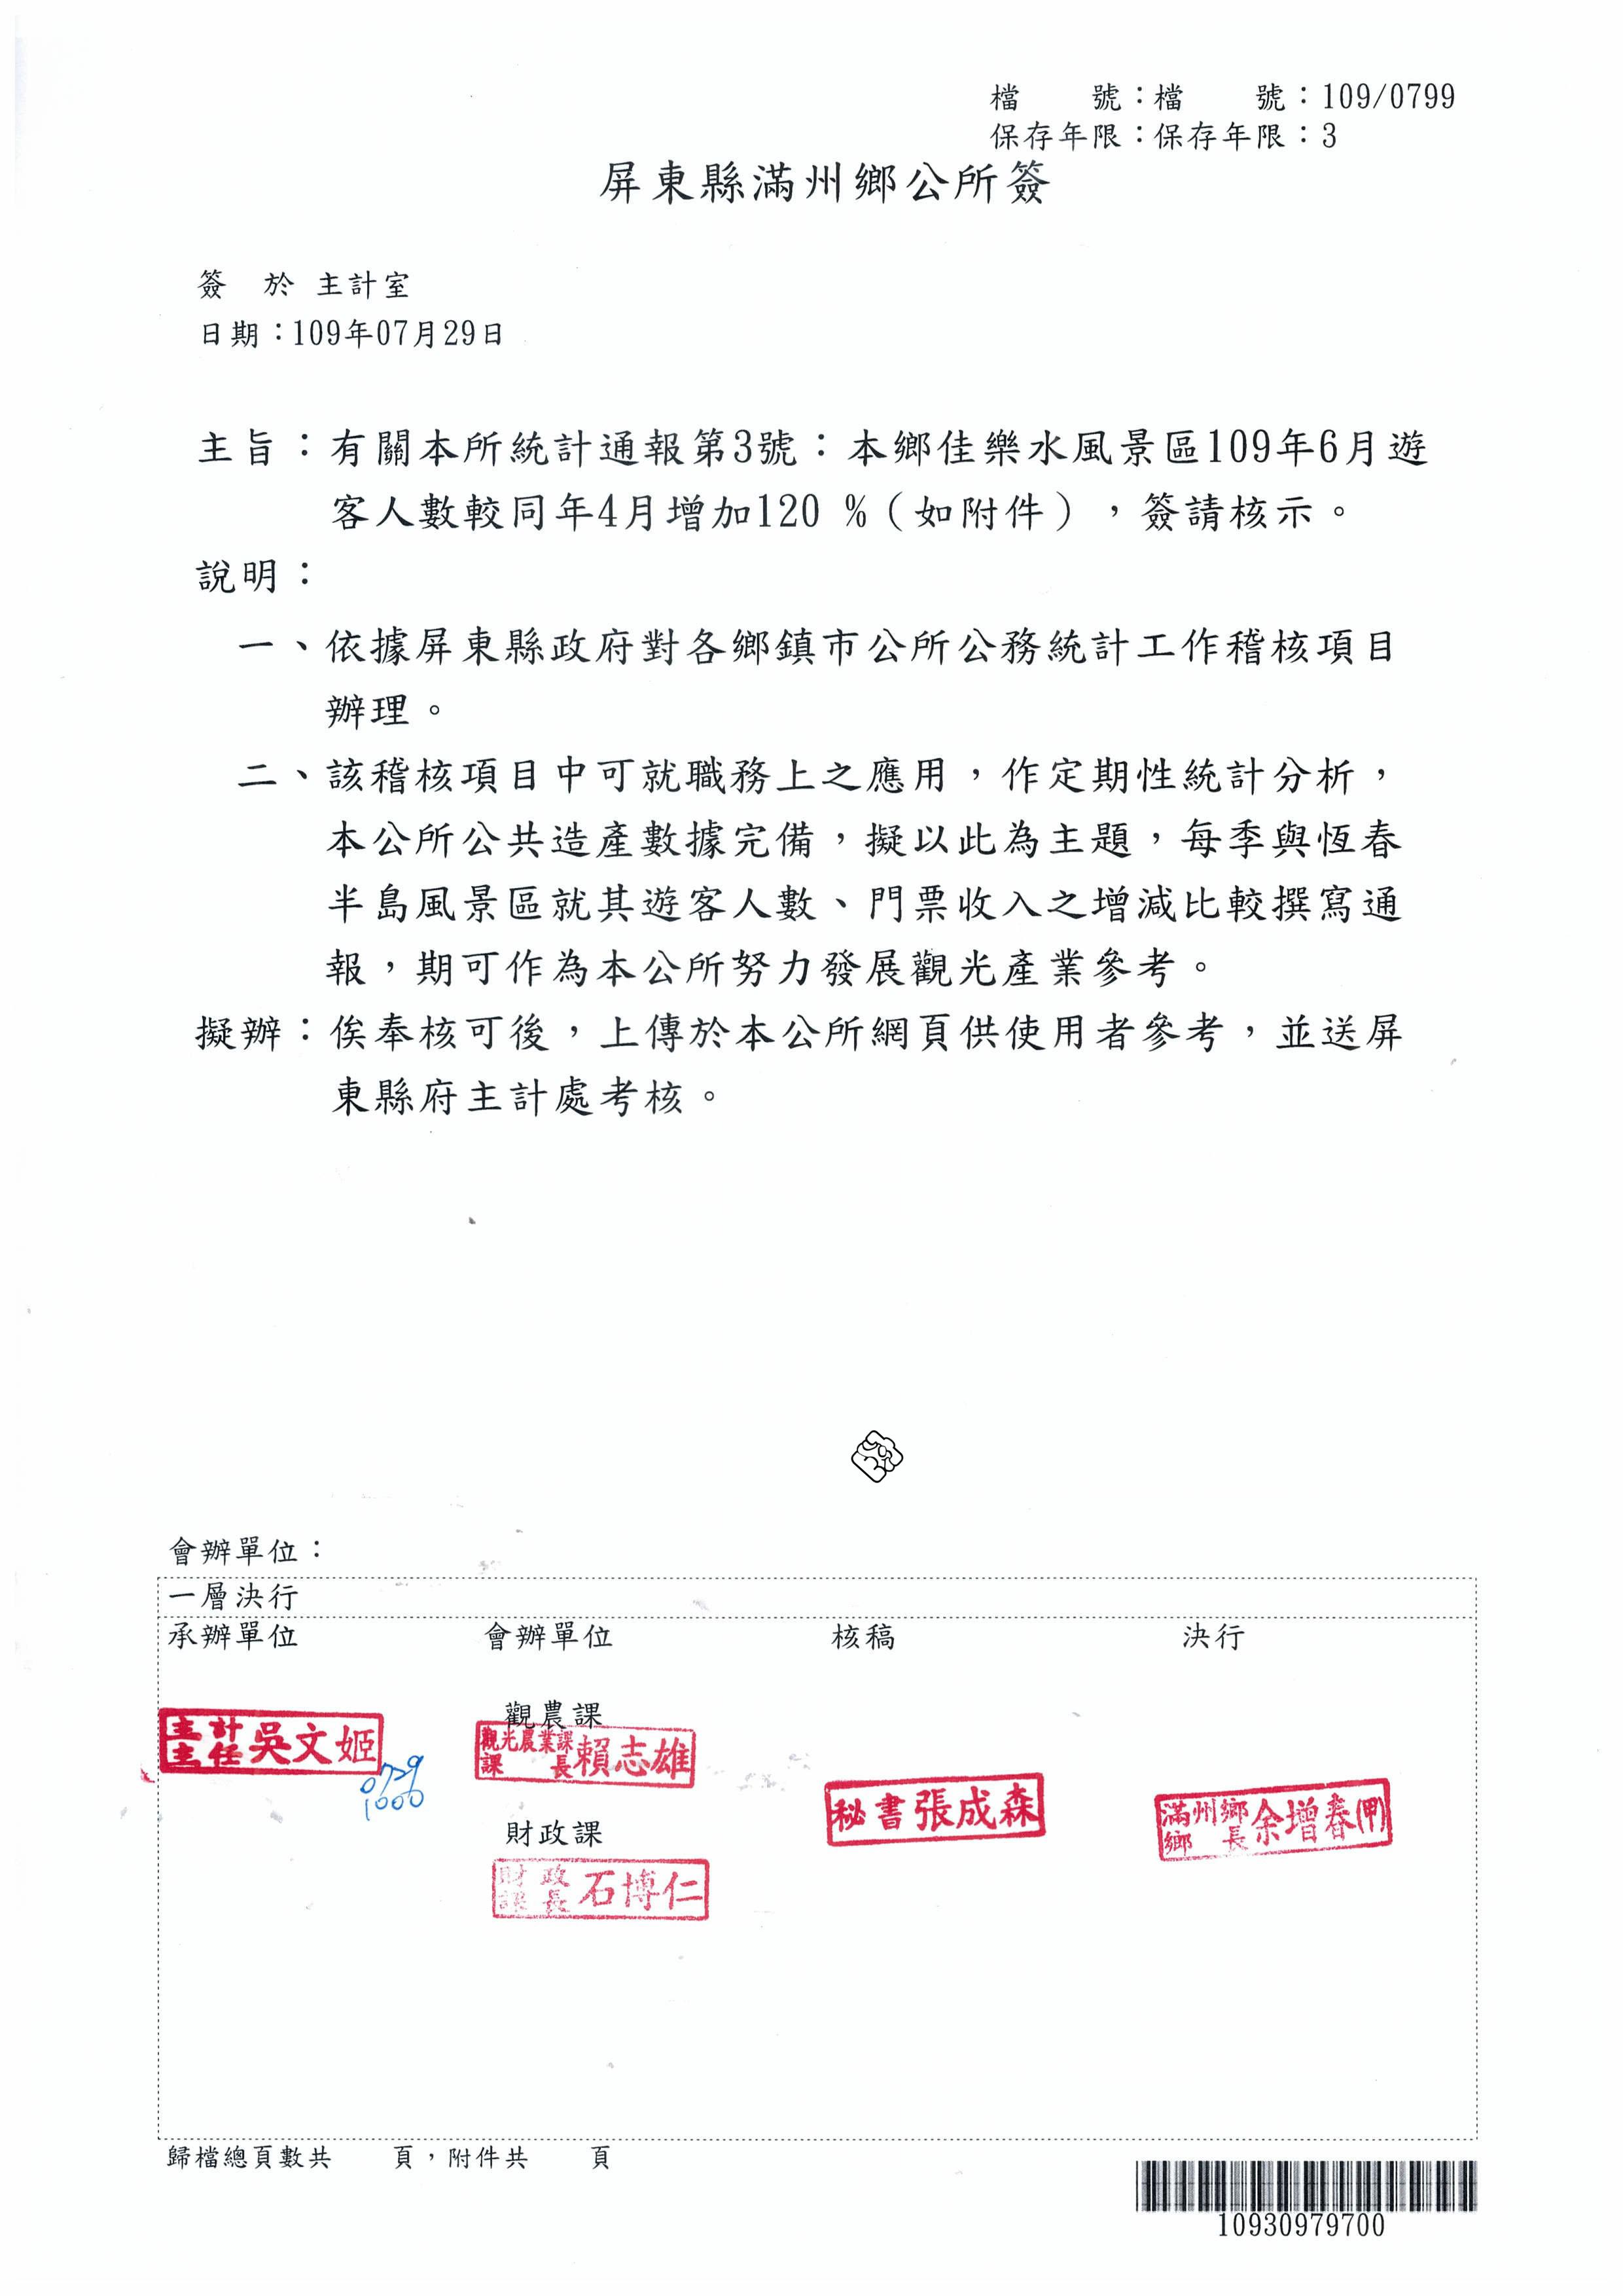 檔　　號：檔　　號：109/0799
保存年限：保存年限：3
屏東縣滿州鄉公所簽
簽　於 主計室
日期：109年07月29日
主旨：有關本所統計通報第3號：本鄉佳樂水風景區109年6月遊
客人數較同年4月增加120 %（如附件），簽請核示。
說明：
一、依據屏東縣政府對各鄉鎮市公所公務統計工作稽核項目
辦理。
二、該稽核項目中可就職務上之應用，作定期性統計分析，
本公所公共造產數據完備，擬以此為主題，每季與恆春
半島風景區就其遊客人數、門票收入之增減比較撰寫通
報，期可作為本公所努力發展觀光產業參考。
擬辦：俟奉核可後，上傳於本公所網頁供使用者參考，並送屏
東縣府主計處考核。
會辦單位：
一層決行
承辦單位　會辦單位　核稿　決行
觀農課
主計主任 吳文姬
觀光農業課課長 賴志雄
0729
1000
秘書 張成森
滿州鄉鄉長 余增春(甲)
財政課
財政課長 石博仁
歸檔總頁數共　　頁，附件共　　頁
10930979700